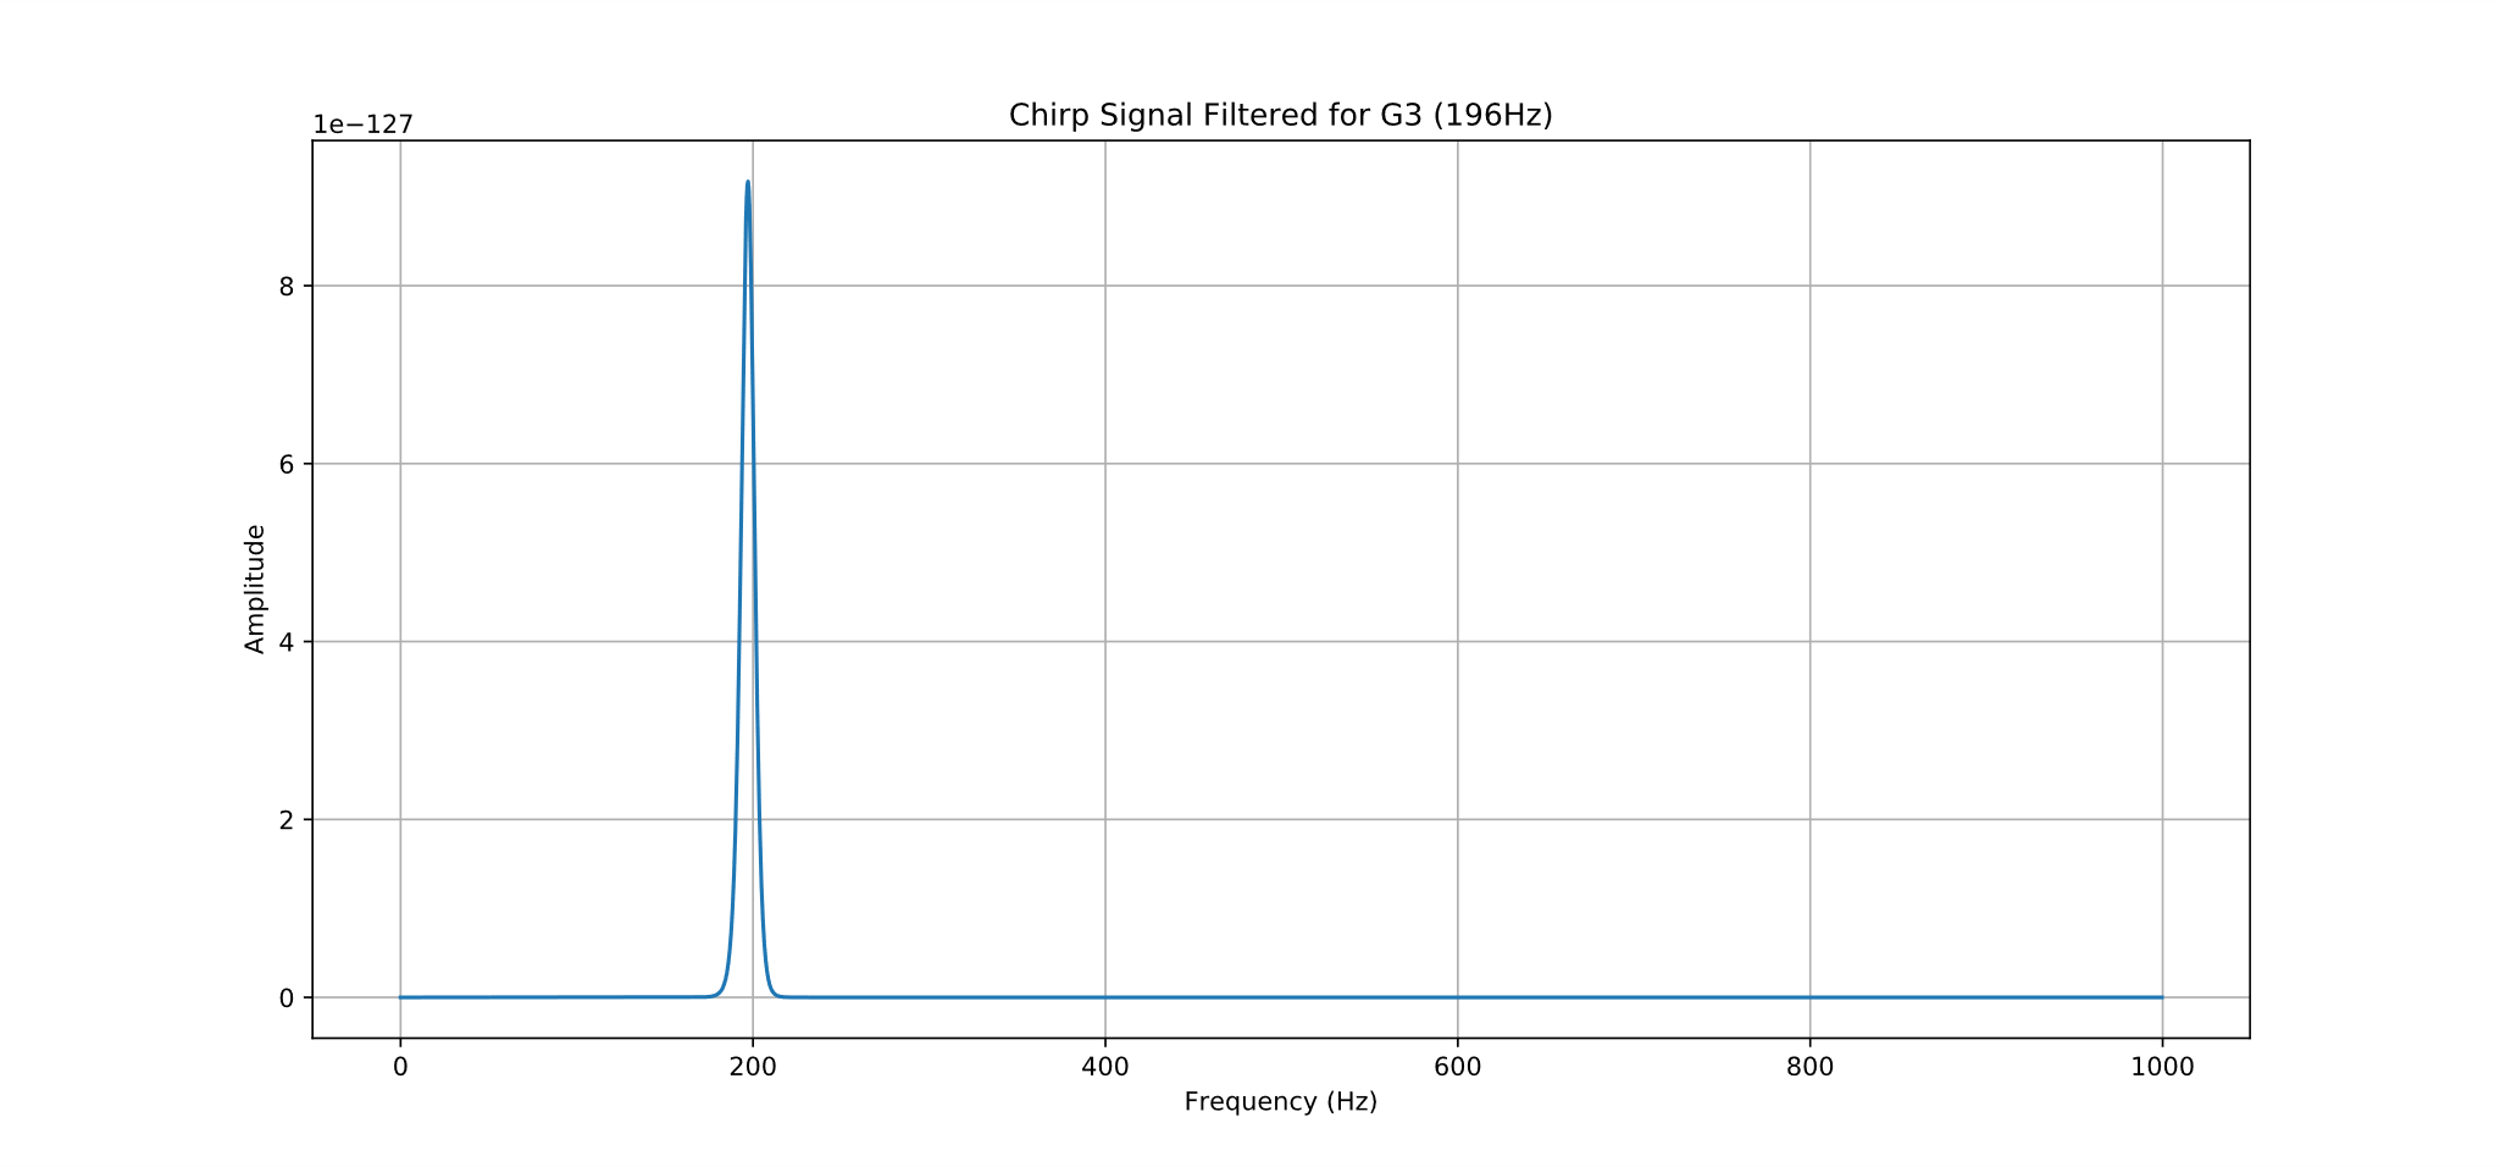 Chirp Signal Filtered for G3 (196Hz)
1e−127
8
6
4
2
0
Amplitude
0 200 400 600 800 1000
Frequency (Hz)